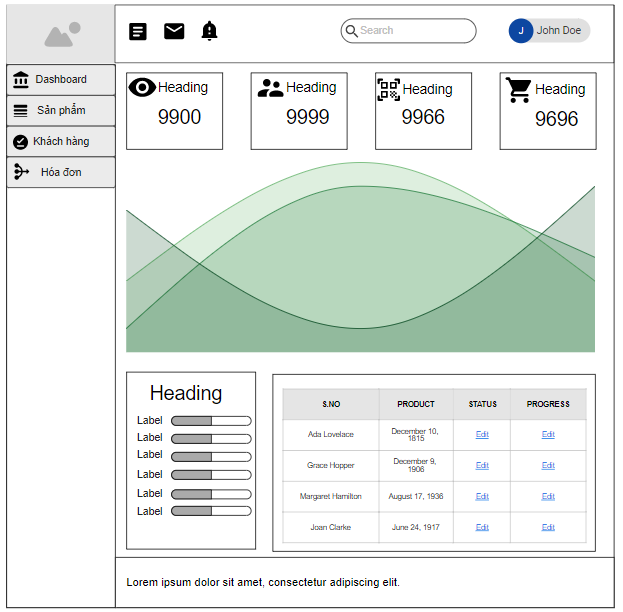 Search
J
John Doe
Dashboard
Sản phẩm
Khách hàng
Hóa đơn
Heading
9900
Heading
9999
Heading
9966
Heading
9696
Heading
Label
Label
Label
Label
Label
Label
S.NO PRODUCT STATUS PROGRESS
Ada Lovelace December 10, 1815 Edit Edit
Grace Hopper December 9, 1906 Edit Edit
Margaret Hamilton August 17, 1936 Edit Edit
Joan Clarke June 24, 1917 Edit Edit
Lorem ipsum dolor sit amet, consectetur adipiscing elit.